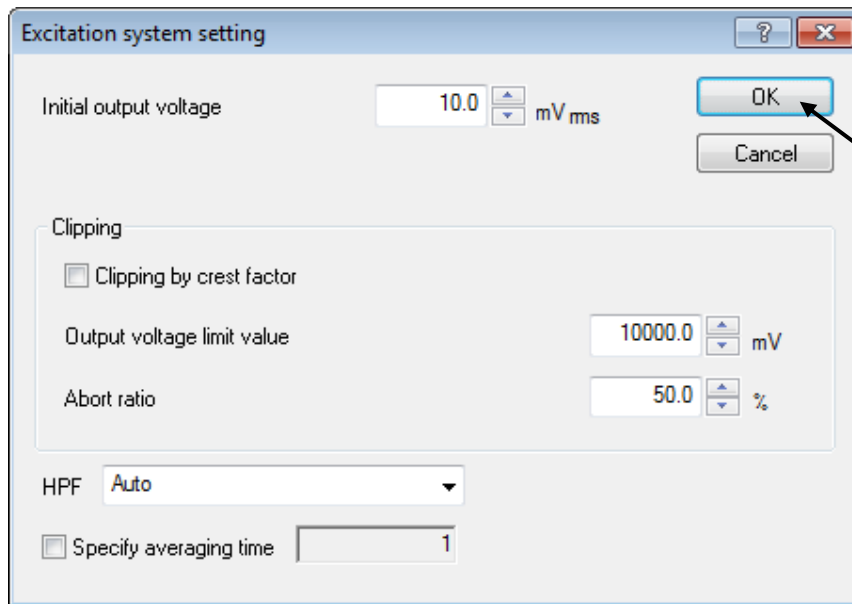 Excitation system setting
Initial output voltage 10.0 mV rms
OK
Cancel
Clipping
Clipping by crest factor
Output voltage limit value 10000.0 mV
Abort ratio 50.0 %
HPF Auto
Specify averaging time 1